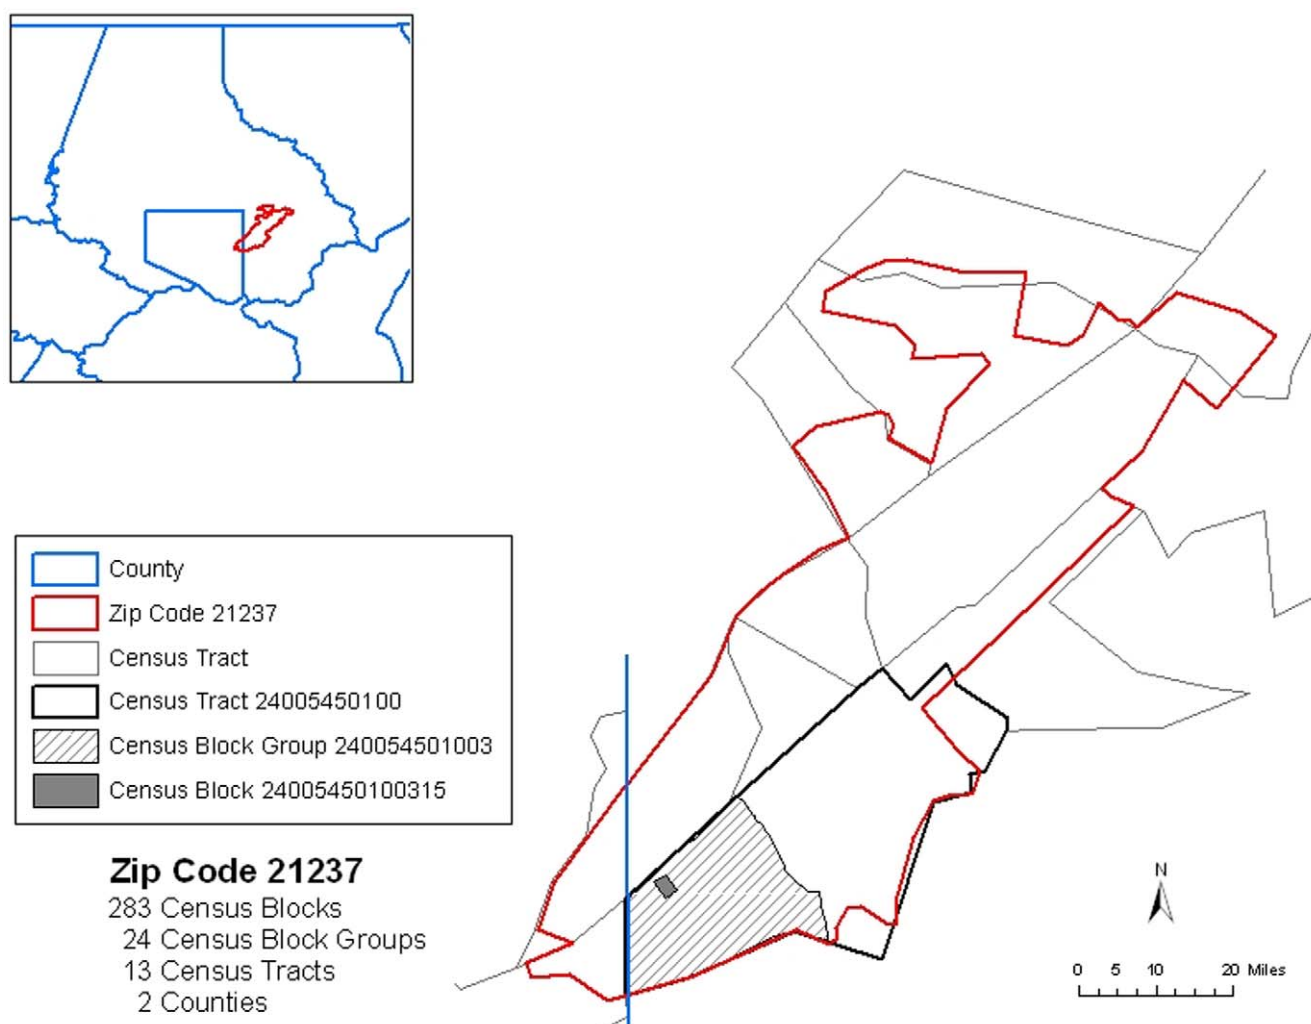 County
Zip Code 21237
Census Tract
Census Tract 24005450100
Census Block Group 240054501003
Census Block 24005450100315
Zip Code 21237
283 Census Blocks
24 Census Block Groups
13 Census Tracts
2 Counties
N
0 5 10 20 Miles